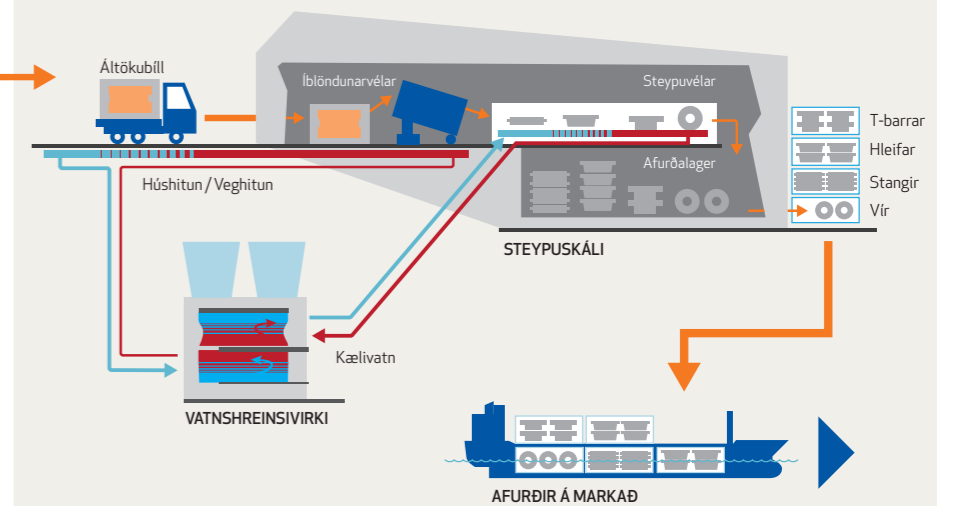 Áltökubíll
Íblöndunarvélar
Steypuvélar
T-barrar
Hleifar
Stangir
Vír
Afurðalager
Húshitun / Veghitun
STEYPUSKÁLI
Kælivatn
VATNSHREINSIVIRKI
AFURÐIR Á MARKAÐ